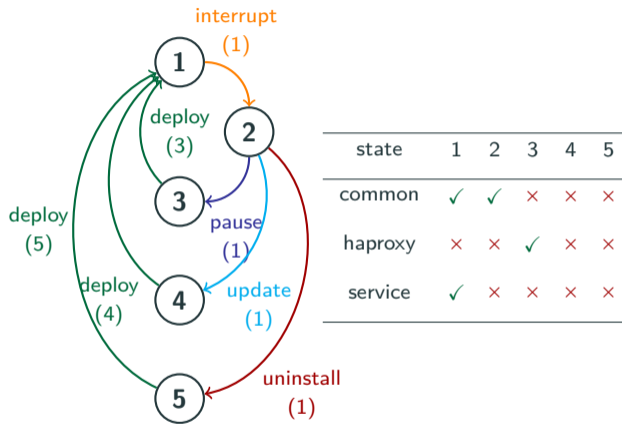 interrupt
(1)
1
deploy
(3)
2
3
pause
(1)
deploy
(5)
deploy
(4)
4
update
(1)
uninstall
(1)
5
state 1 2 3 4 5
common ✓ ✓ × × ×
haproxy × × ✓ × ×
service ✓ × × × ×